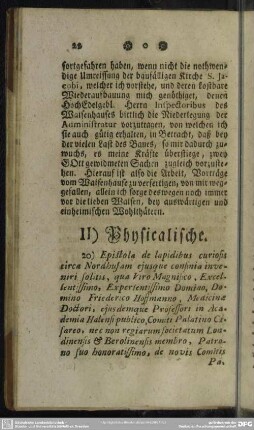 22
fortgefahren haben, wenn nicht die nothwen-
dige Umreissung der baufälligen Kirche S. Ja-
cobi, welcher ich vorstehe, und deren kostbare
Wiederaufbauung mich genöthiget, denen
HochEdelgebl. Herrn Inspectoribus des
Waisenhauses bittlich die Niederlegung der
Administratur vorzutragen, von welchen ich
sie auch gütig erhalten, in Betracht, daß bey
der vielen Last des Baues, so mir dadurch zu-
wuchs, es meine Kräfte überstiege, zwey
GOtt gewidmeten Sachen zugleich vorzuste-
hen. Hierauf ist also die Arbeit, Vorträge
vom Waisenhause zu verfertigen, von mir weg-
gefallen, allein ich sorge deswegen noch immer
vor die lieben Waisen, bey auswärtigen und
einheimischen Wohlthätern.
II) Physicalische.
20) Epistola de lapidibus curiosis
circa Nordhusam ejusque confinia inve-
niri solitis, qua Viro Magnifico, Excel-
lentissimo, Experientissimo Domino, Do-
mino Friederico Hoffmanno, Medicinæ
Doctori, ejusdemque Professori in Aca-
demia Halensi publico, Comiti Palatino Cæ-
sareo, nec non regiarum societatum Lon-
dinensis & Berolinensis membro, Patro-
no suo honoratissimo, de novis Comitis
Pa.